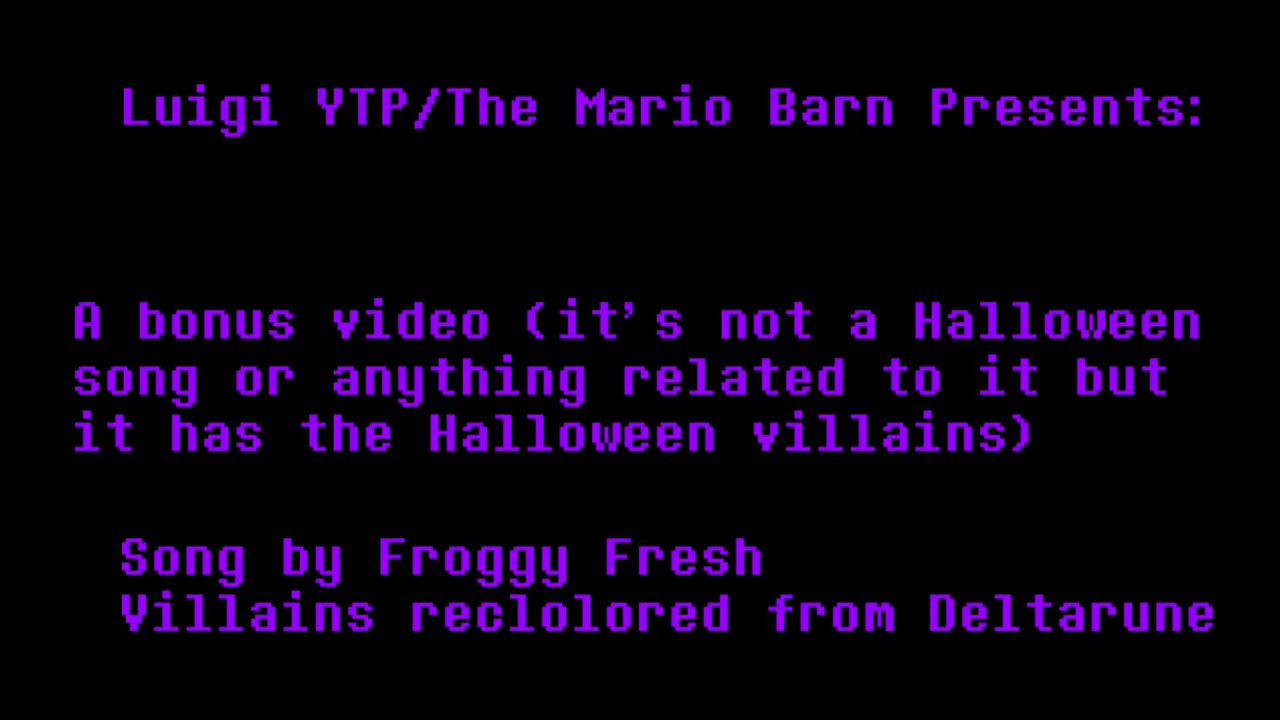 Luigi YTP/The Mario Barn Presents:
A bonus video (it's not a Halloween
song or anything related to it but
it has the Halloween villains)
Song by Froggy Fresh
Villains reclolored from Deltarune